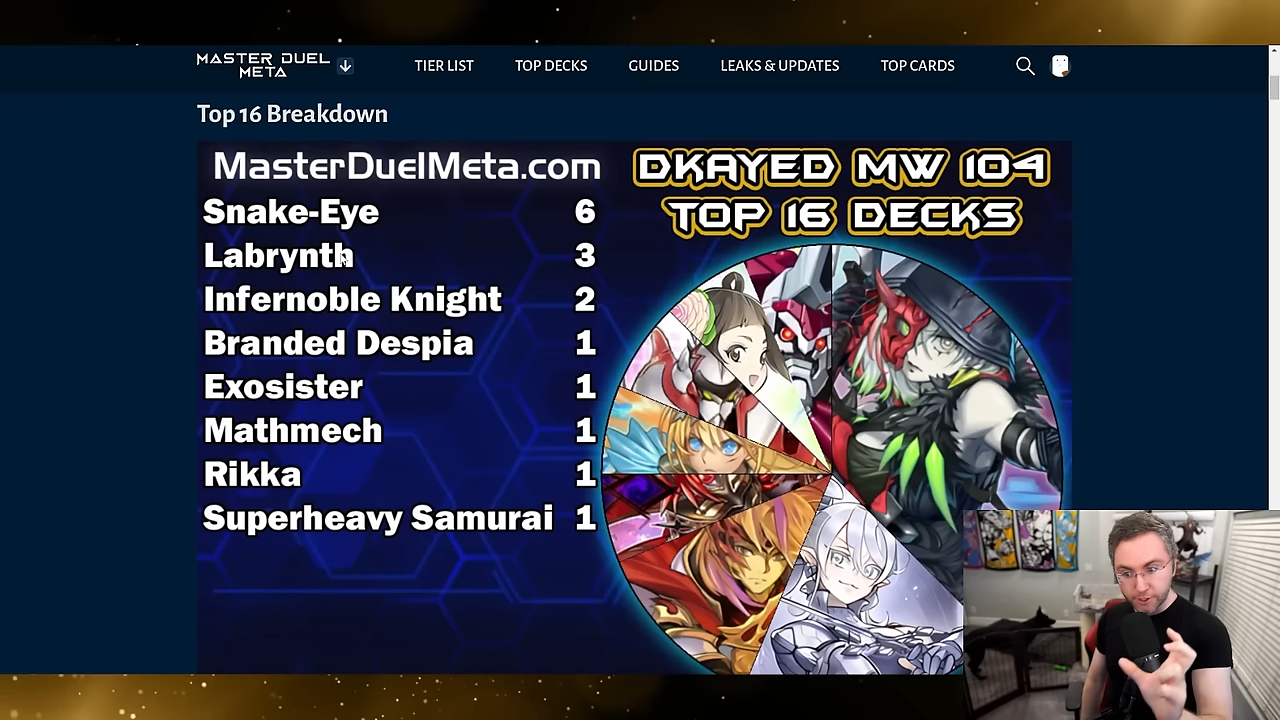 MASTER DUEL
META
TIER LIST
TOP DECKS
GUIDES
LEAKS & UPDATES
TOP CARDS
Top 16 Breakdown
MasterDuelMeta.com
DKAYED MW 104
TOP 16 DECKS
Snake-Eye 6
Labrynth 3
Infernoble Knight 2
Branded Despia 1
Exosister 1
Mathmech 1
Rikka 1
Superheavy Samurai 1